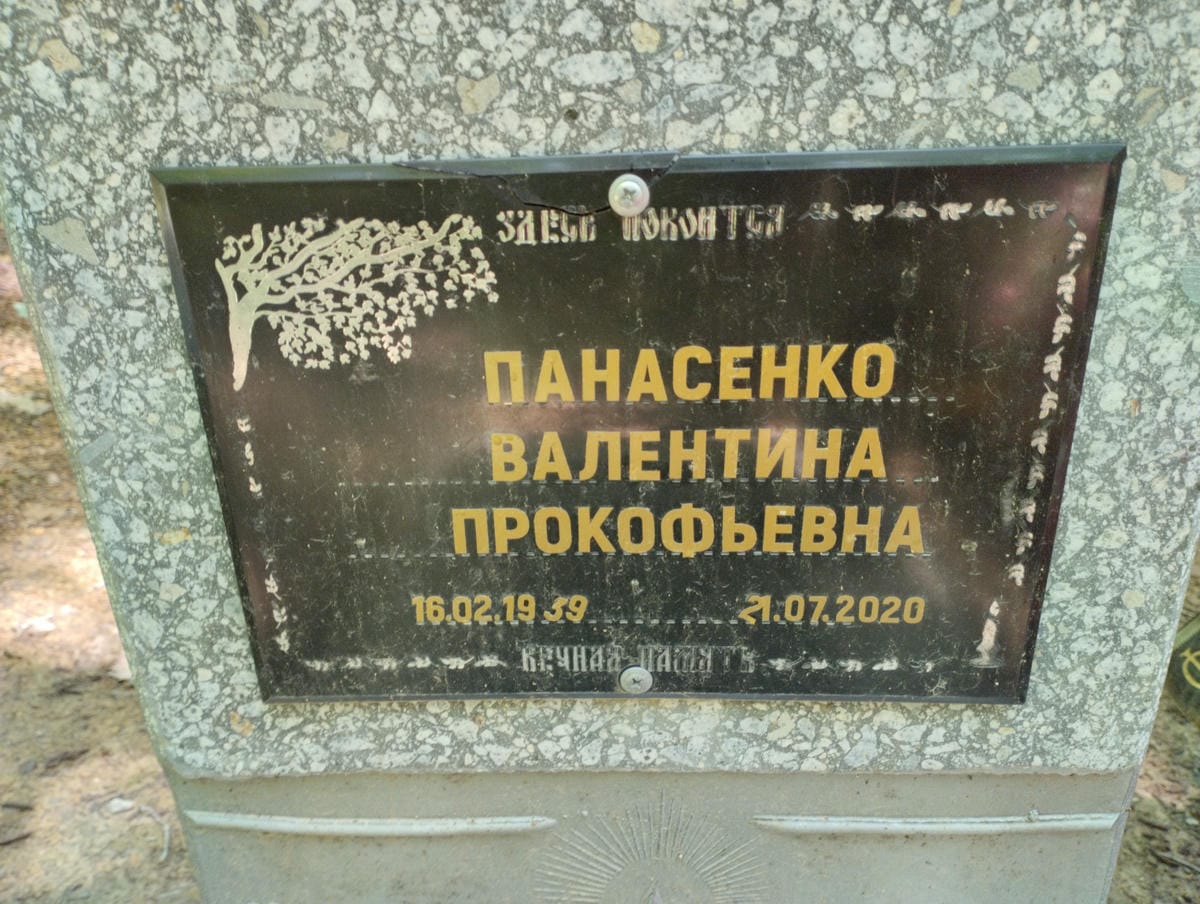 ЗДЕСЬ ПОКОИТСЯ
ПАНАСЕНКО
ВАЛЕНТИНА
ПРОКОФЬЕВНА
16.02.1939 21.07.2020
ВЕЧНАЯ ПАМЯТЬ